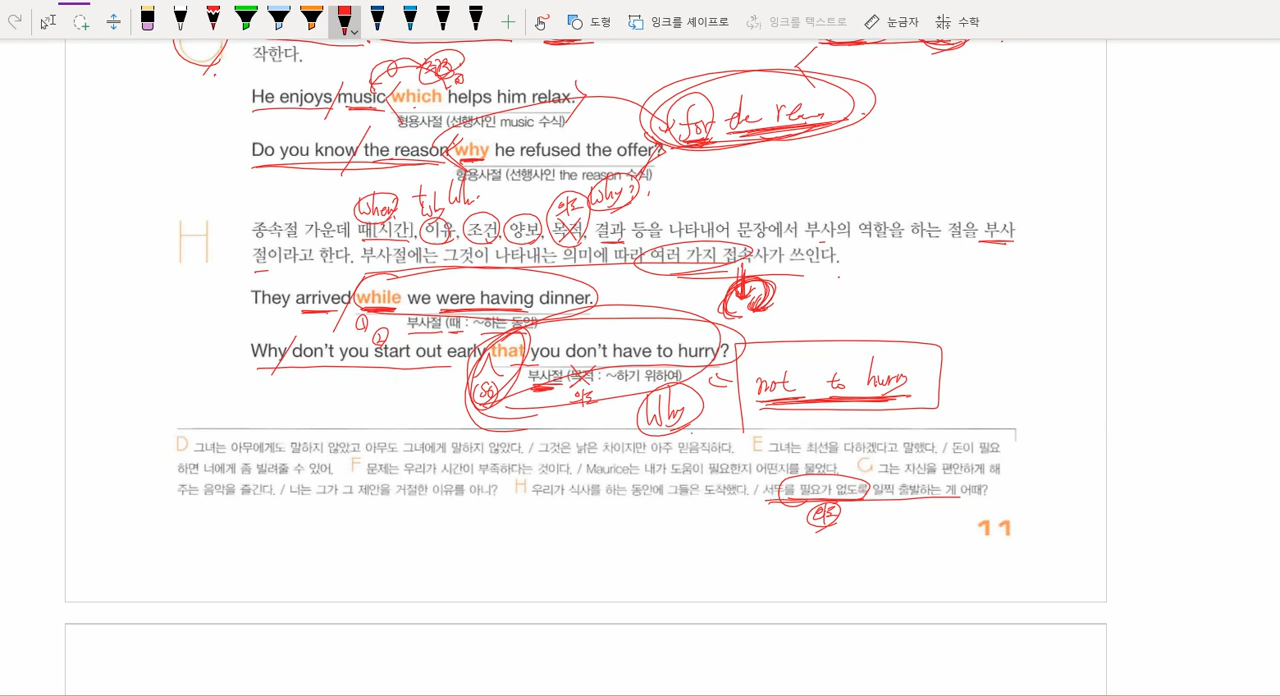 도형 잉크를 셰이프로 잉크를 텍스트로 눈금자 수학
작한다.
He enjoys music which helps him relax.
형용사절 (선행사인 music 수식)
for the
Do you know the reason why he refused the offer?
형용사절 (선행사인 the reason 수식)
When? Why?
종속절 가운데 때[시간], 이유, 조건, 양보, 목적, 결과 등을 나타내어 문장에서 부사의 역할을 하는 절을 부사
절이라고 한다. 부사절에는 그것이 나타내는 의미에 따라 여러 가지 접속사가 쓰인다.
H
They arrived while we were having dinner.
① ② 부사절 (때 : ~하는 동안)
Why don't you start out early that you don't have to hurry?
(so) 부사절 (목적 : ~하기 위하여)
의도
not to hurry
Why
D 그녀는 아무에게도 말하지 않았고 아무도 그녀에게 말하지 않았다. / 그것은 낡은 차이지만 아주 믿음직하다. E 그녀는 최선을 다하겠다고 말했다. / 돈이 필요
하면 너에게 좀 빌려줄 수 있어. F 문제는 우리가 시간이 부족하다는 것이다. / Maurice는 내가 도움이 필요한지 어떤지를 물었다. G 그는 자신을 편안하게 해
주는 음악을 즐긴다. / 너는 그가 그 제안을 거절한 이유를 아니? H 우리가 식사를 하는 동안에 그들은 도착했다. / 서두를 필요가 없도록 일찍 출발하는 게 어때?
의도
11